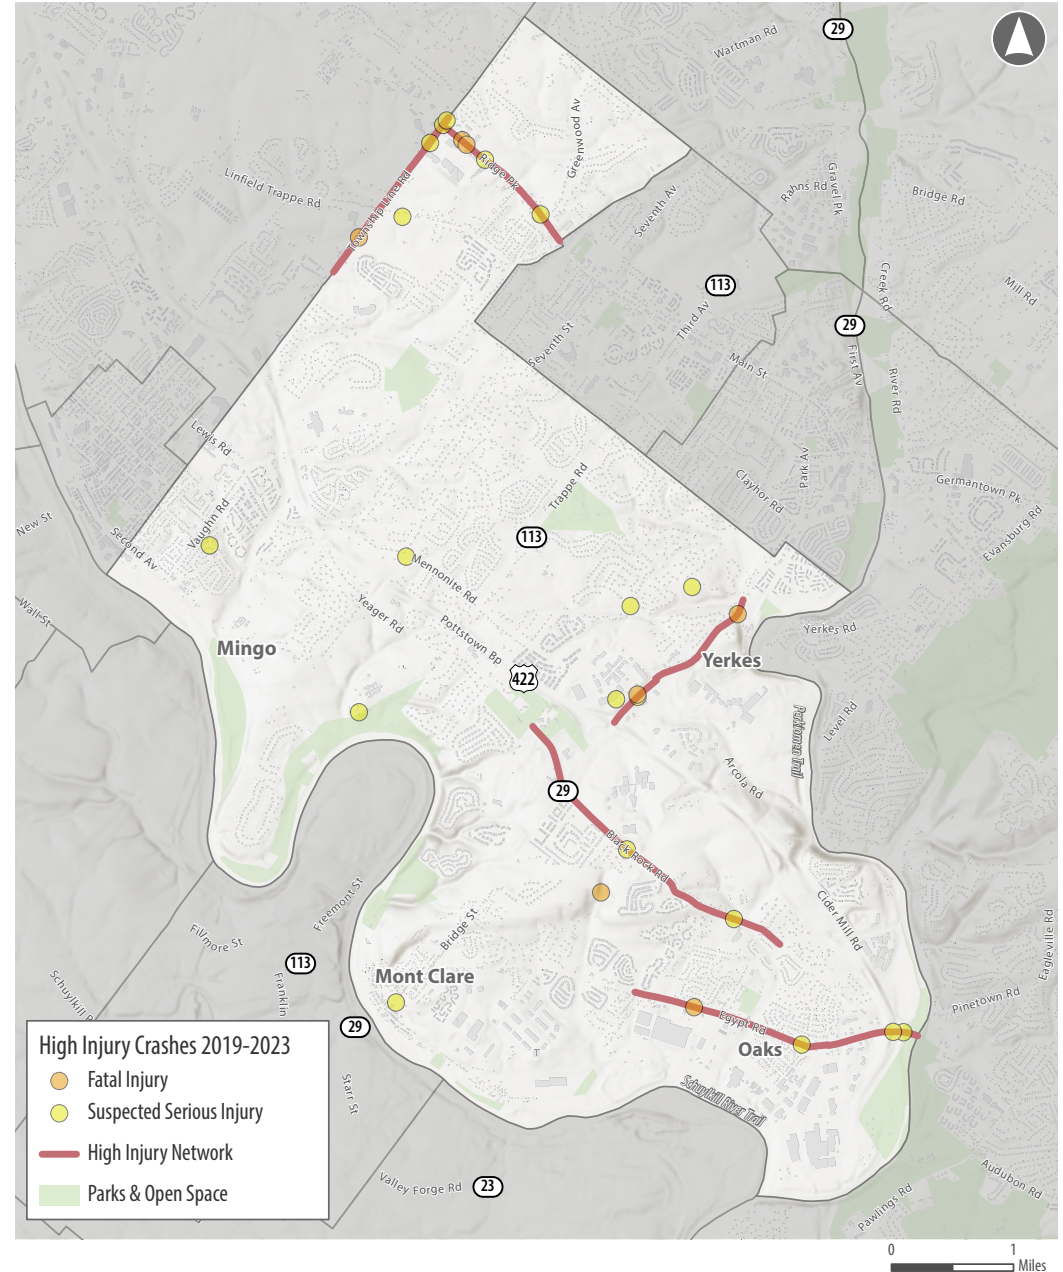 29
Wartman Rd
Greenwood Av
Ridge Pk
Linfield Trappe Rd
Township Line Rd
Rahns Rd
Gravel Pk
Bridge Rd
Seventh Av
Creek Rd
Mill Rd
113
Third Av
29
Seventh St
Main St
First Av
River Rd
Lewis Rd
Park Av
Clayhor Rd
Germantown Pk
Trappe Rd
Vaughn Rd
New St
Second Av
113
Evansburg Rd
Mennonite Rd
Wall St
Yeager Rd
Pottstown Bp
Yerkes Rd
Mingo
Yerkes
422
Level Rd
Perkiomen Trail
Arcola Rd
29
Black Rock Rd
Freemont St
Cider Mill Rd
Filmore St
Bridge St
Eagleville Rd
113
Mont Clare
Schuylkill R
Franklin
Pinetown Rd
29
Egypt Rd
Oaks
High Injury Crashes 2019-2023
Fatal Injury
Suspected Serious Injury
High Injury Network
Parks & Open Space
Starr St
Schuylkill River Trail
Valley Forge Rd
23
Audubon Rd
Pawlings Rd
0
1
Miles